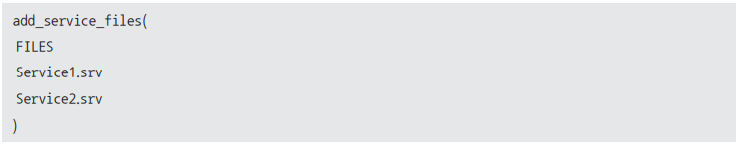 add_service_files(
FILES
Service1.srv
Service2.srv
)